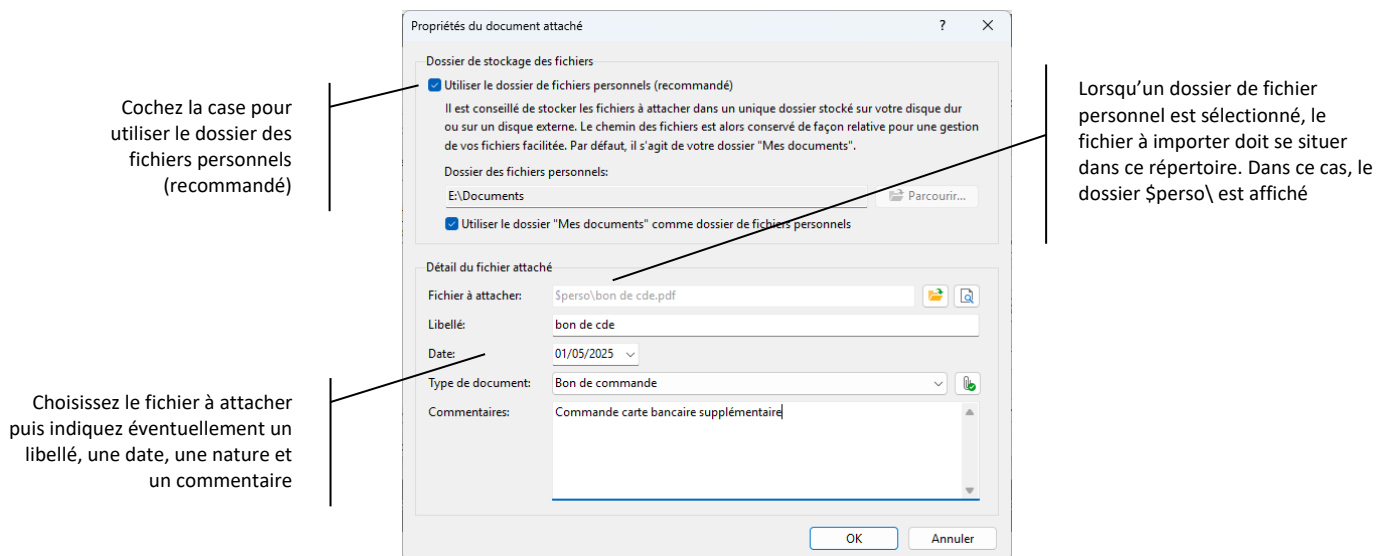 Propriétés du document attaché
?
Dossier de stockage des fichiers
Utiliser le dossier de fichiers personnels (recommandé)
Il est conseillé de stocker les fichiers à attacher dans un unique dossier stocké sur votre disque dur
ou sur un disque externe. Le chemin des fichiers est alors conservé de façon relative pour une gestion
de vos fichiers facilitée. Par défaut, il s'agit de votre dossier "Mes documents".
Dossier des fichiers personnels:
E:\Documents
Parcourir...
Utiliser le dossier "Mes documents" comme dossier de fichiers personnels
Détail du fichier attaché
Fichier à attacher:
$perso\bon de cde.pdf
Libellé:
bon de cde
Date:
01/05/2025
Type de document:
Bon de commande
Commentaires:
Commande carte bancaire supplémentaire
OK
Annuler
Cochez la case pour
utiliser le dossier des
fichiers personnels
(recommandé)
Choisissez le fichier à attacher
puis indiquez éventuellement un
libellé, une date, une nature et
un commentaire
Lorsqu’un dossier de fichier
personnel est sélectionné, le
fichier à importer doit se situer
dans ce répertoire. Dans ce cas, le
dossier $perso\ est affiché